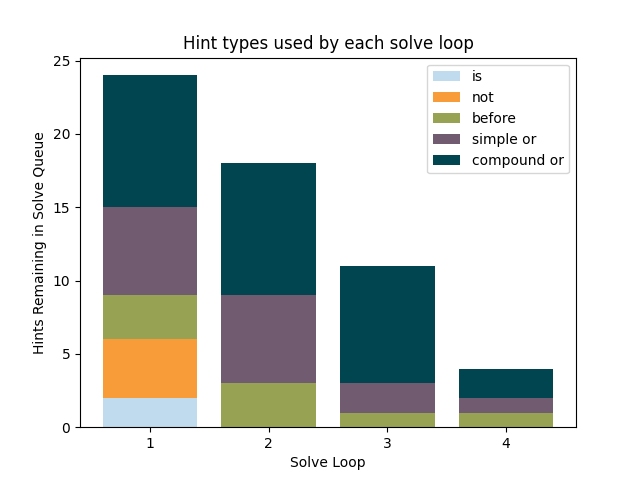 Hint types used by each solve loop
Hints Remaining in Solve Queue
25
20
15
10
5
0
is
not
before
simple or
compound or
1 2 3 4
Solve Loop